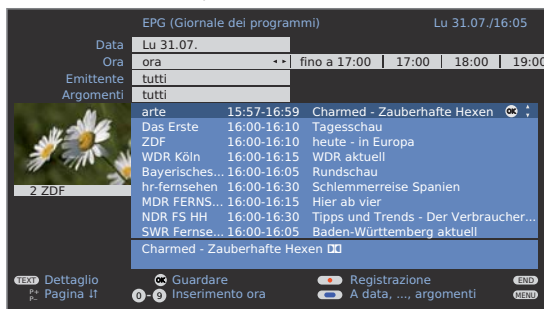 EPG (Giornale dei programmi) Lu 31.07./16:05
Data Lu 31.07.
Ora ora fino a 17:00 17:00 18:00 19:00
Emittente tutti
Argomenti tutti
arte 15:57-16:59 Charmed - Zauberhafte Hexen OK
Das Erste 16:00-16:10 Tagesschau
ZDF 16:00-16:10 heute - in Europa
WDR Köln 16:00-16:15 WDR aktuell
Bayerisches... 16:00-16:05 Rundschau
hr-fernsehen 16:00-16:30 Schlemmerreise Spanien
MDR FERNS... 16:00-16:15 Hier ab vier
NDR FS HH 16:00-16:30 Tipps und Trends - Der Verbraucher...
SWR Fernse... 16:00-16:05 Baden-Württemberg aktuell
2 ZDF
Charmed - Zauberhafte Hexen
TEXT Dettaglio OK Guardare Registrazione END
P+ P- Pagina ↓↑ 0-9 Inserimento ora A data, ..., argomenti MENU